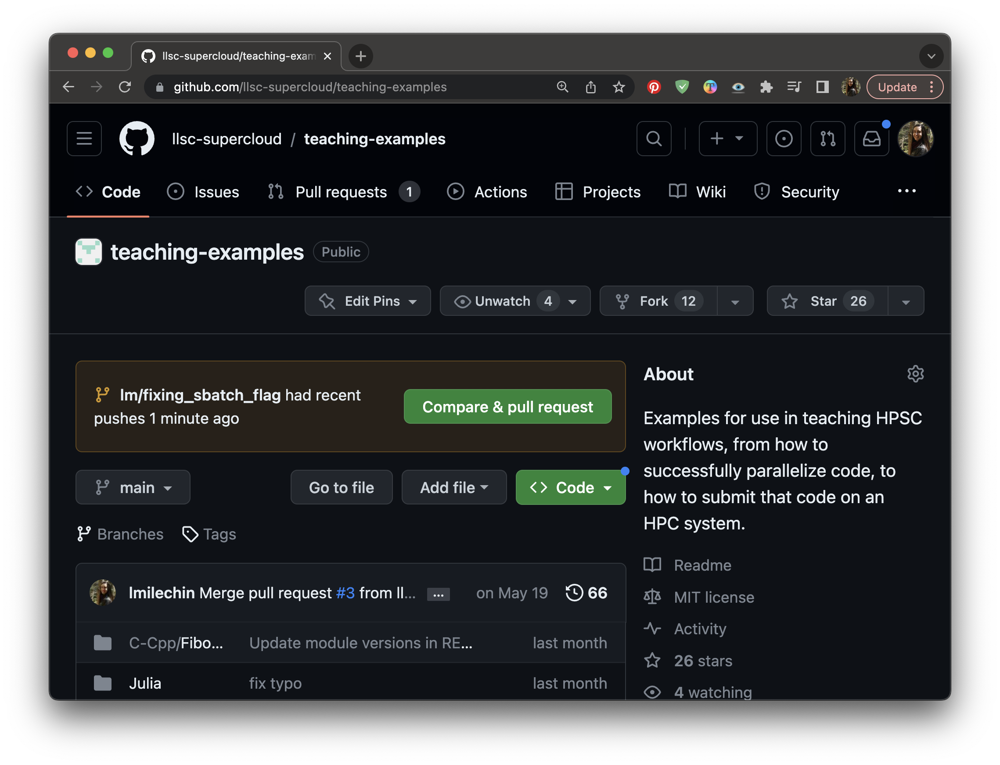 llsc-supercloud/teaching-exam
github.com/llsc-supercloud/teaching-examples
Update
llsc-supercloud / teaching-examples
Code Issues Pull requests 1 Actions Projects Wiki Security
teaching-examples Public
Edit Pins Unwatch 4 Fork 12 Star 26
lm/fixing_sbatch_flag had recent
pushes 1 minute ago
Compare & pull request
main Go to file Add file Code
Branches Tags
lmilechin Merge pull request #3 from ll... ... on May 19 66
C-Cpp/Fibo... Update module versions in RE... last month
Julia fix typo last month
About
Examples for use in teaching HPSC
workflows, from how to
successfully parallelize code, to
how to submit that code on an
HPC system.
Readme
MIT license
Activity
26 stars
4 watching